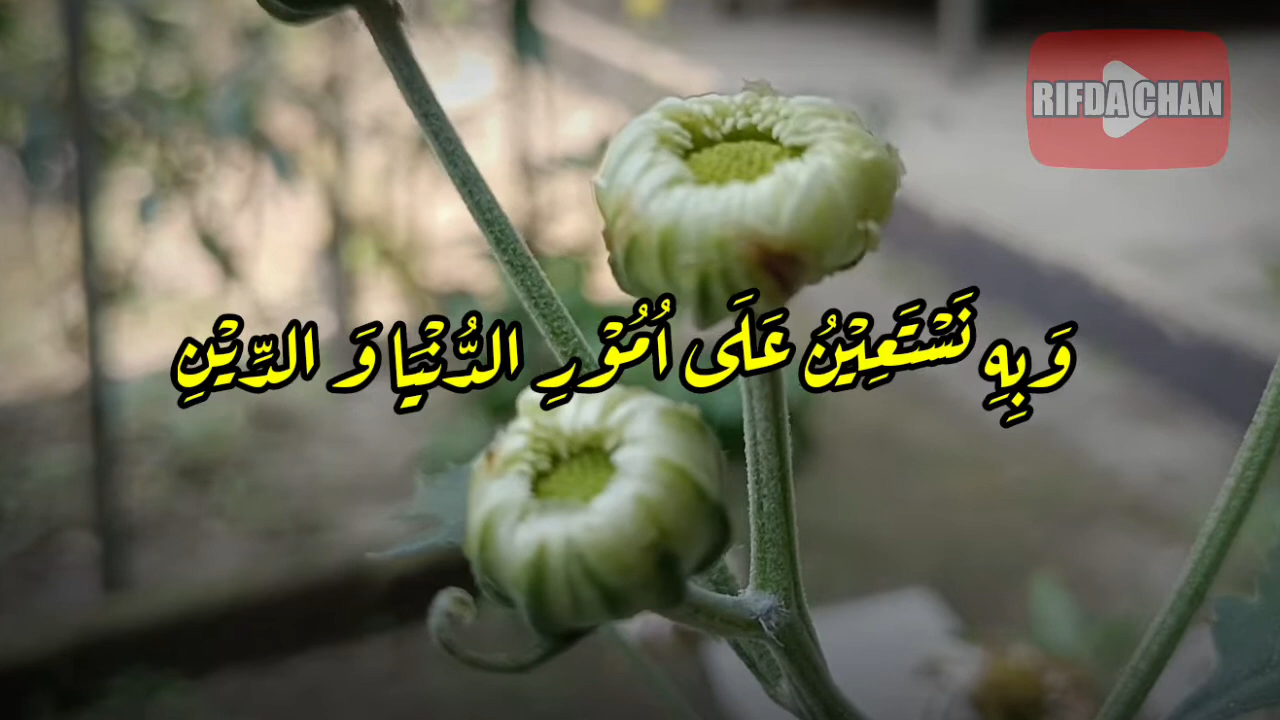 RIFDA CHAN
وَبِهِ نَسْتَعِيْنُ عَلَى اُمُوْرِ الدُّنْيَا وَ الدِّيْنِ